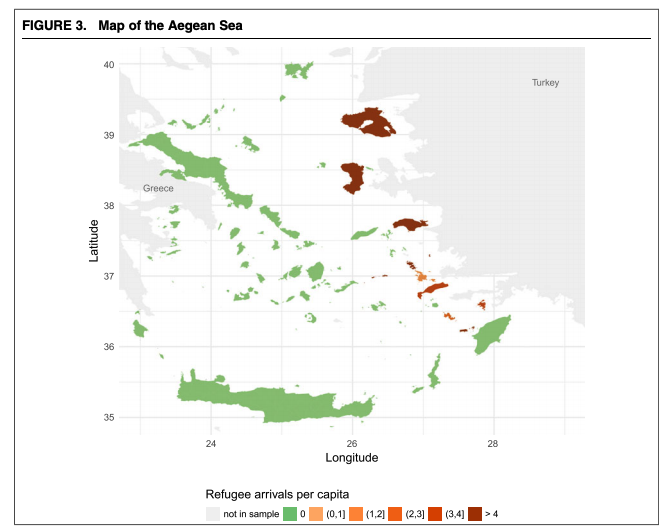 FIGURE 3. Map of the Aegean Sea
40
Turkey
39
Greece
38
Latitude
37
36
35
24 26 28
Longitude
Refugee arrivals per capita
not in sample 0 (0,1] (1,2] (2,3] (3,4] > 4